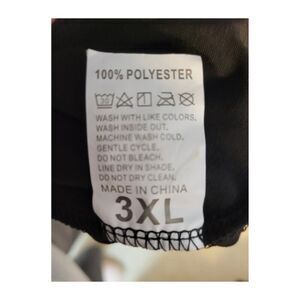 100% POLYESTER
WASH WITH LIKE COLORS,
WASH INSIDE OUT,
MACHINE WASH COLD,
GENTLE CYCLE,
DO NOT BLEACH,
LINE DRY IN SHADE,
DO NOT DRY CLEAN.
MADE IN CHINA
3XL